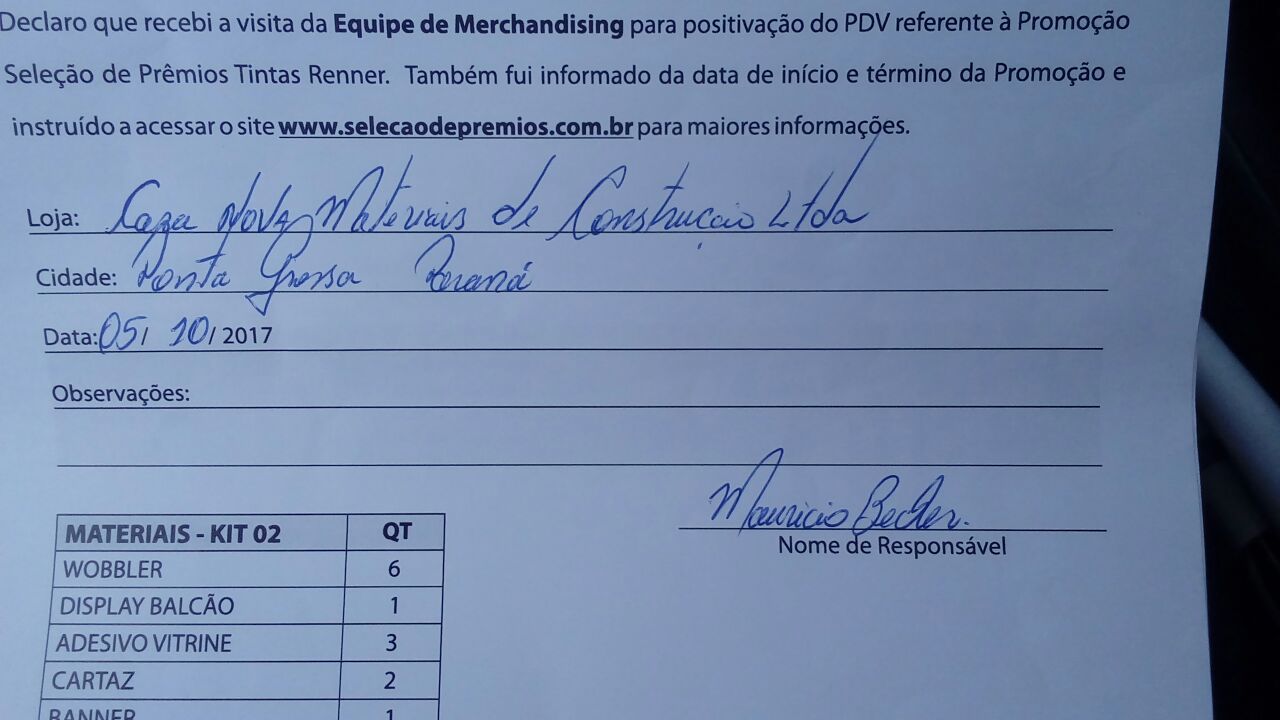 Declaro que recebi a visita da Equipe de Merchandising para positivação do PDV referente à Promoção
Seleção de Prêmios Tintas Renner. Também fui informado da data de início e término da Promoção e
instruído a acessar o site www.selecaodepremios.com.br para maiores informações.
Loja: Casa Nova Materiais de Construção Ltda
Cidade: Ponta Grossa Paraná
Data: 05/ 10/ 2017
Observações:
Mauricio Becker.
Nome de Responsável
MATERIAIS - KIT 02 QT
WOBBLER 6
DISPLAY BALCÃO 1
ADESIVO VITRINE 3
CARTAZ 2
BANNER 1